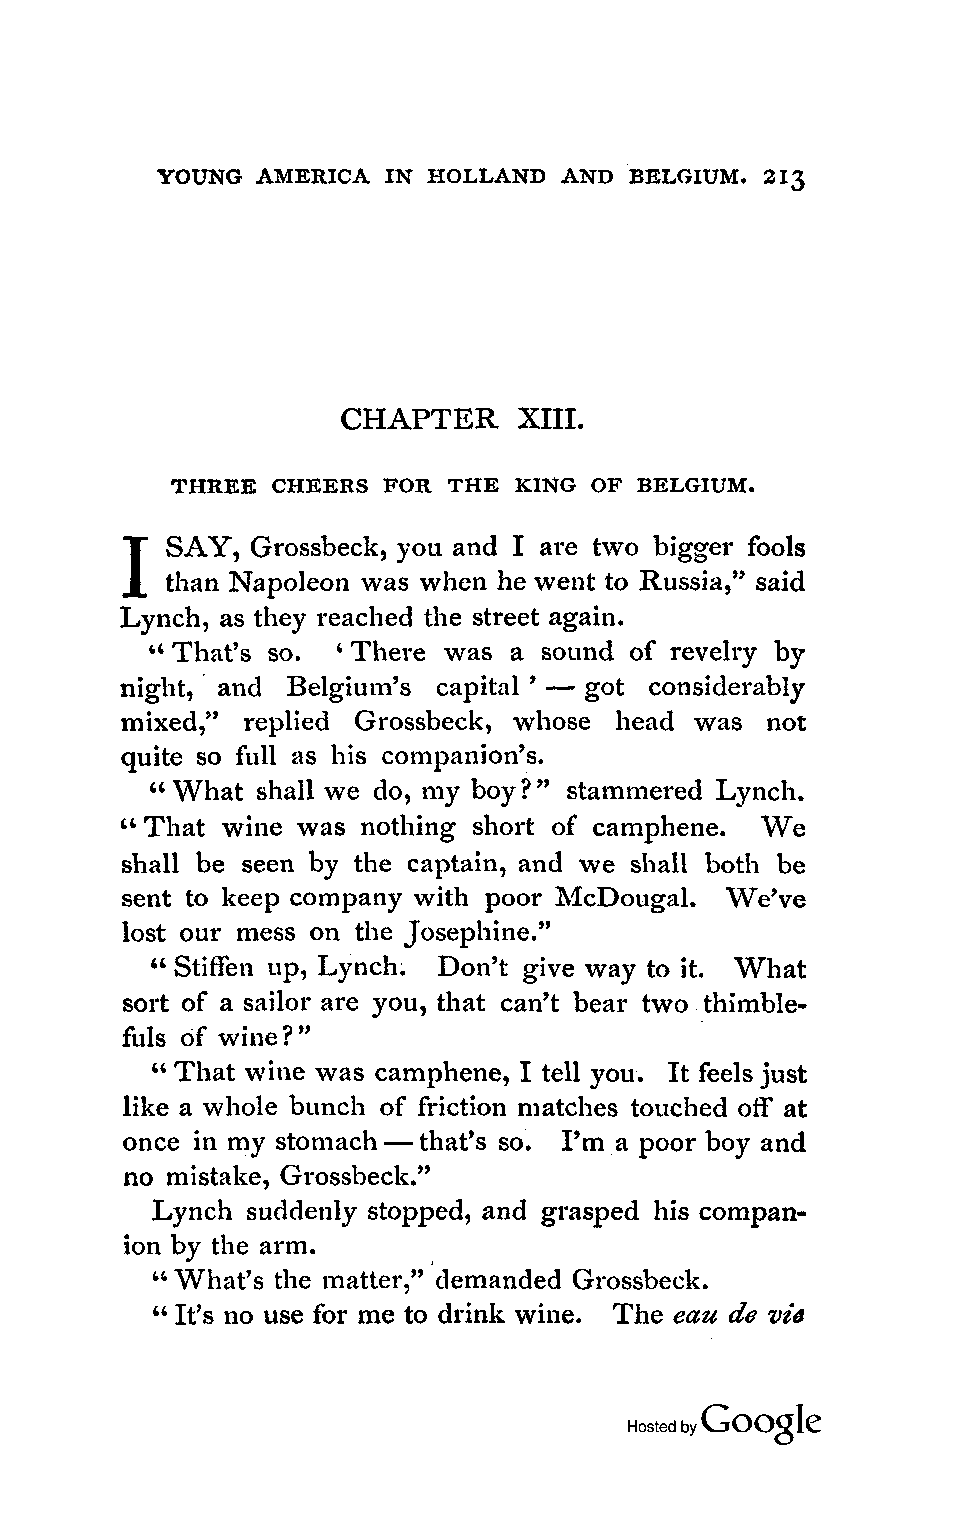 YOUNG AMERICA IN HOLLAND AND BELGIUM. 213
CHAPTER XIII.
THREE CHEERS FOR THE KING OF BELGIUM.
I SAY, Grossbeck, you and I are two bigger fools
than Napoleon was when he went to Russia,” said
Lynch, as they reached the street again.
“That’s so. ‘There was a sound of revelry by
night, and Belgium’s capital’ — got considerably
mixed,” replied Grossbeck, whose head was not
quite so full as his companion’s.
“What shall we do, my boy?” stammered Lynch.
“That wine was nothing short of camphene. We
shall be seen by the captain, and we shall both be
sent to keep company with poor McDougal. We’ve
lost our mess on the Josephine.”
“Stiffen up, Lynch. Don’t give way to it. What
sort of a sailor are you, that can’t bear two thimble-
fuls of wine?”
“That wine was camphene, I tell you. It feels just
like a whole bunch of friction matches touched off at
once in my stomach — that’s so. I’m a poor boy and
no mistake, Grossbeck.”
Lynch suddenly stopped, and grasped his compan-
ion by the arm.
“What’s the matter,” demanded Grossbeck.
“It’s no use for me to drink wine. The eau de vie
Hosted by Google